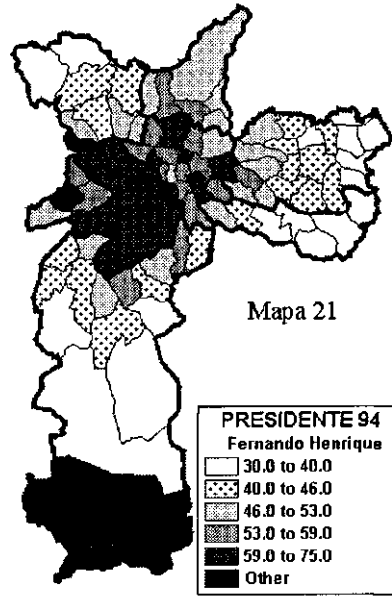 Mapa 21
PRESIDENTE 94
Fernando Henrique
30.0 to 40.0
40.0 to 46.0
46.0 to 53.0
53.0 to 59.0
59.0 to 75.0
Other